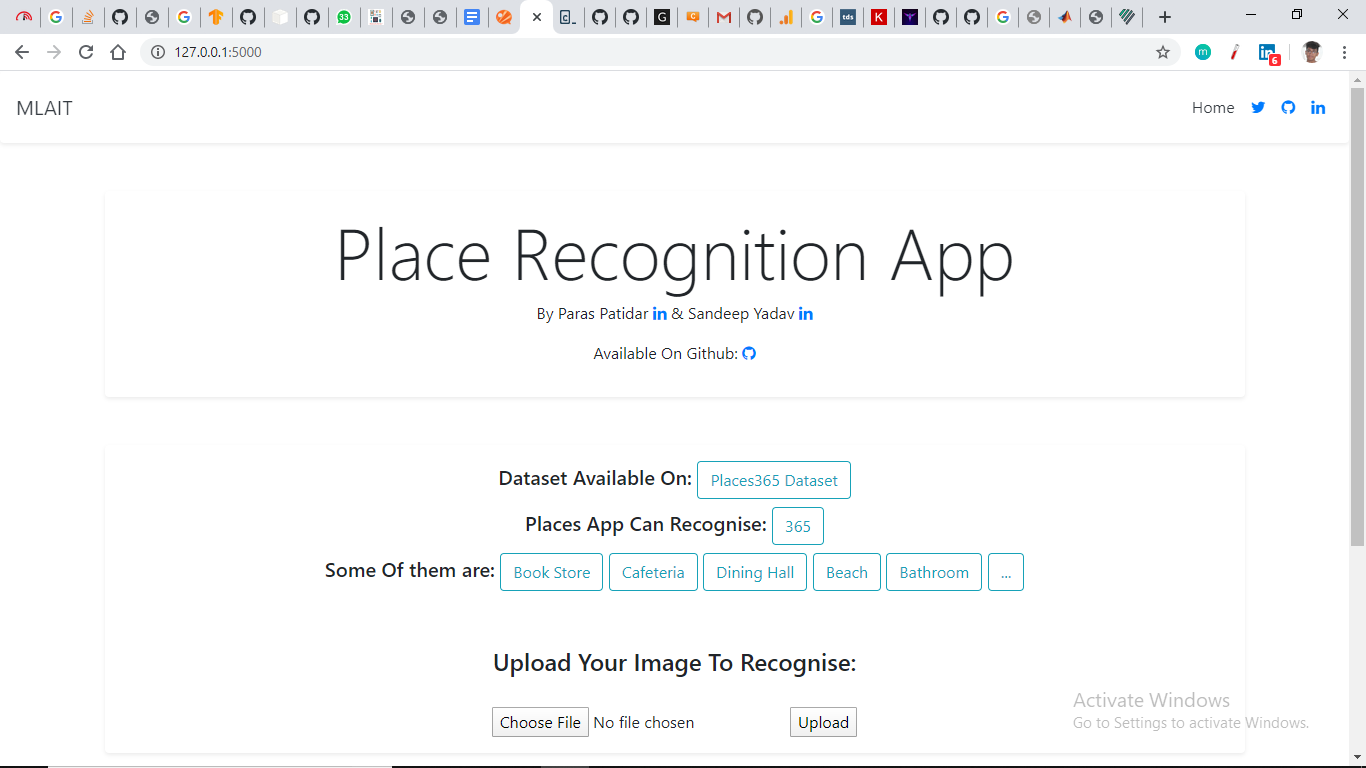 33
G
tds
K
127.0.0.1:5000
m
6
MLAIT
Home
Place Recognition App
By Paras Patidar in & Sandeep Yadav in
Available On Github:
Dataset Available On: Places365 Dataset
Places App Can Recognise: 365
Some Of them are: Book Store Cafeteria Dining Hall Beach Bathroom ...
Upload Your Image To Recognise:
Choose File No file chosen Upload
Activate Windows
Go to Settings to activate Windows.